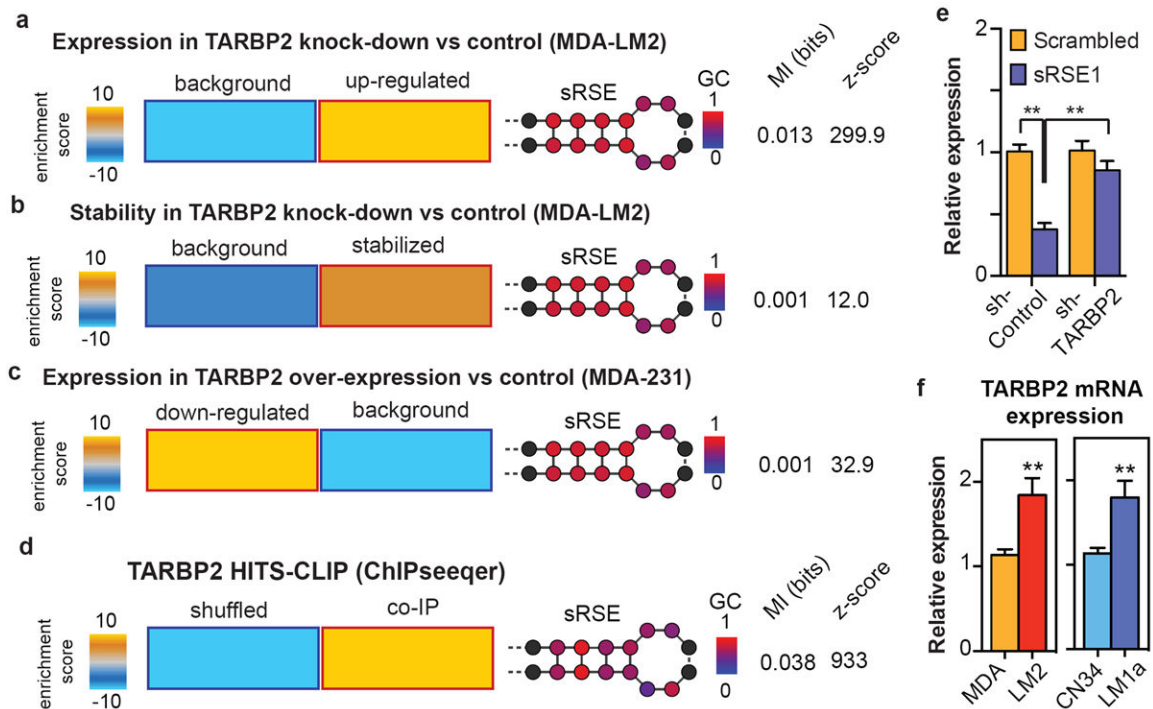 a
Expression in TARBP2 knock-down vs control (MDA-LM2)
MI (bits)
z-score
enrichment
score
10
-10
background
up-regulated
sRSE
GC
1
0
0.013
299.9
b
Stability in TARBP2 knock-down vs control (MDA-LM2)
enrichment
score
10
-10
background
stabilized
sRSE
1
0
0.001
12.0
c
Expression in TARBP2 over-expression vs control (MDA-231)
enrichment
score
10
-10
down-regulated
background
sRSE
1
0
0.001
32.9
d
TARBP2 HITS-CLIP (ChIPseeqer)
MI (bits)
z-score
enrichment
score
10
-10
shuffled
co-IP
sRSE
GC
1
0
0.038
933
e
Relative expression
2
1
0
Scrambled
sRSE1
**
**
sh-
Control
sh-
TARBP2
f
TARBP2 mRNA
expression
Relative expression
2
1
0
**
**
MDA
LM2
CN34
LM1a